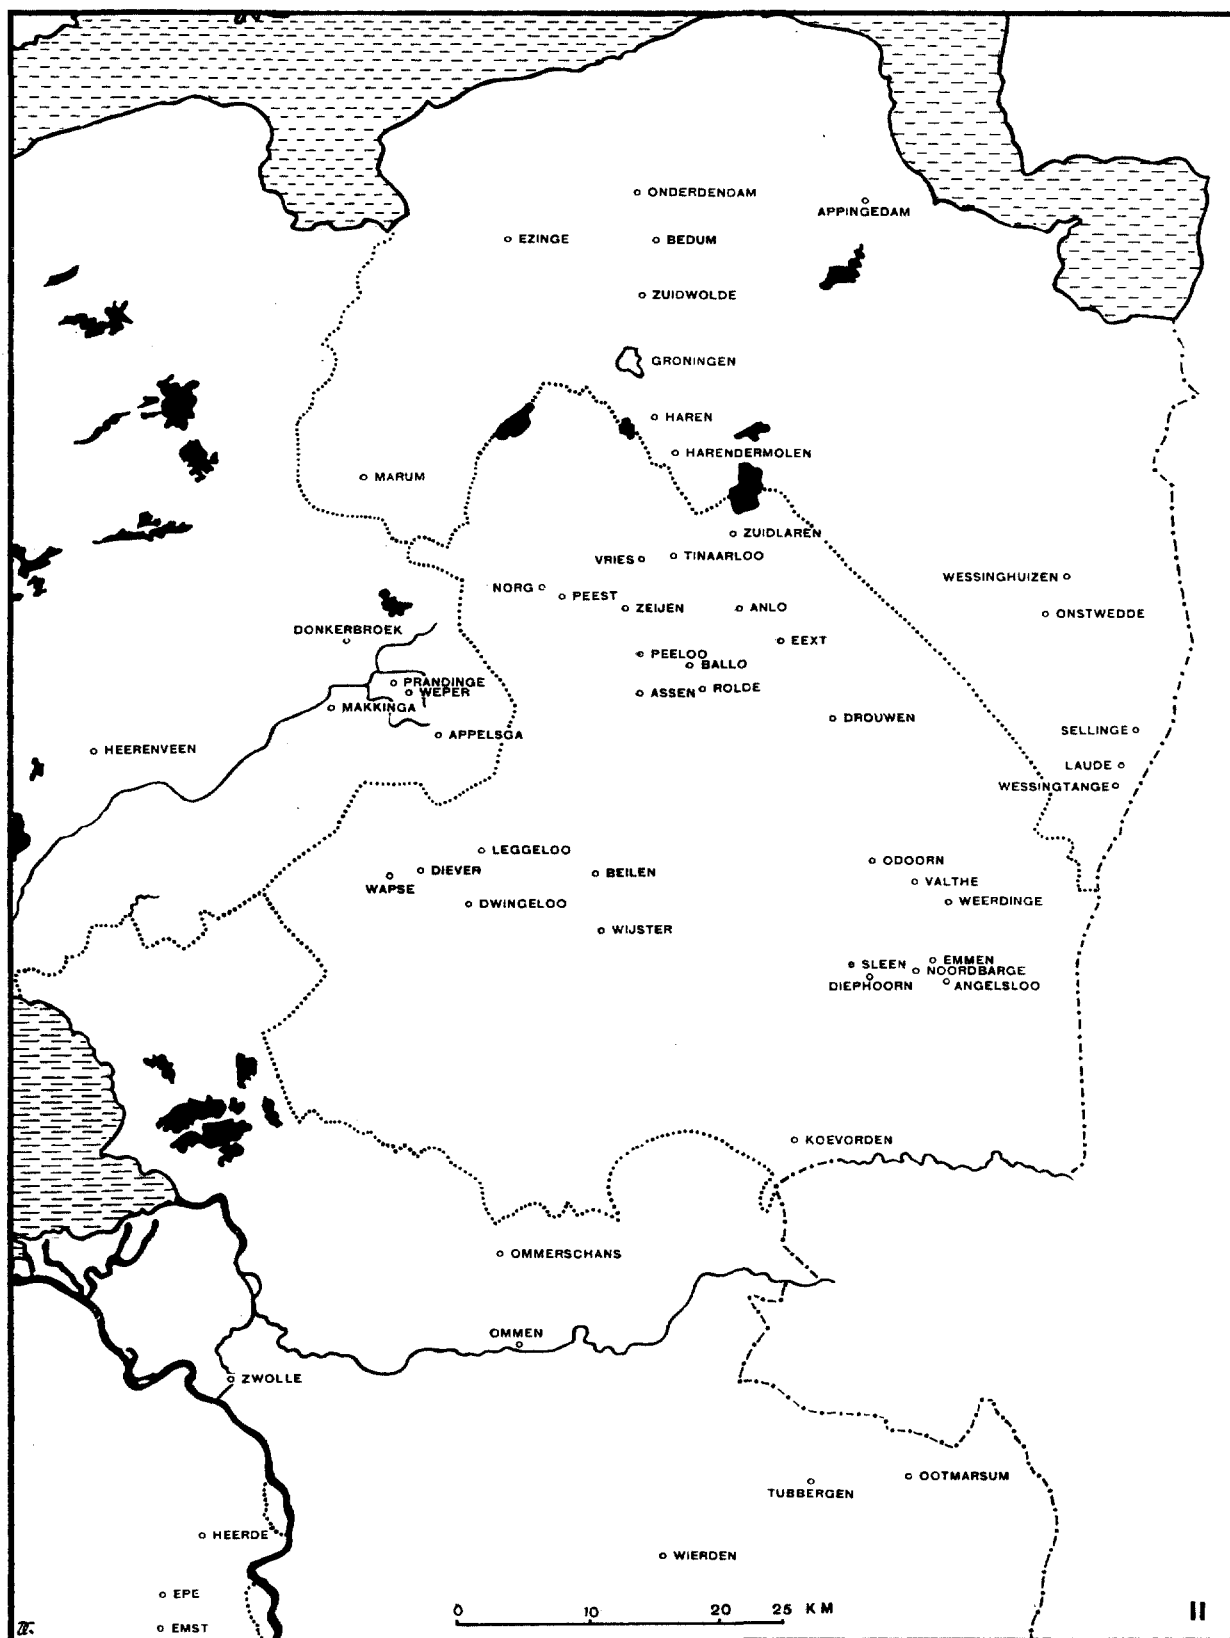 ONDERDENDAM
APPINGEDAM
EZINGE
BEDUM
ZUIDWOLDE
GRONINGEN
HAREN
HARENDERMOLEN
MARUM
ZUIDLAREN
VRIES
TINAARLOO
WESSINGHUIZEN
NORG
PEEST
ZEIJEN
ANLO
ONSTWEDDE
DONKERBROEK
EEXT
PEELOO
BALLO
PRANDINGE
WEPER
ASSEN
ROLDE
MAKKINGA
DROUWEN
APPELSGA
SELLINGE
HEERENVEEN
LAUDE
WESSINGTANGE
LEGGELOO
ODOORN
DIEVER
BEILEN
WAPSE
VALTHE
DWINGELOO
WEERDINGE
WIJSTER
EMMEN
SLEEN
NOORDBARGE
DIEPHOORN
ANGELSLOO
KOEVORDEN
OMMERSCHANS
OMMEN
ZWOLLE
OOTMARSUM
TUBBERGEN
HEERDE
WIERDEN
EPE
EMST
0 10 20 25 KM
II